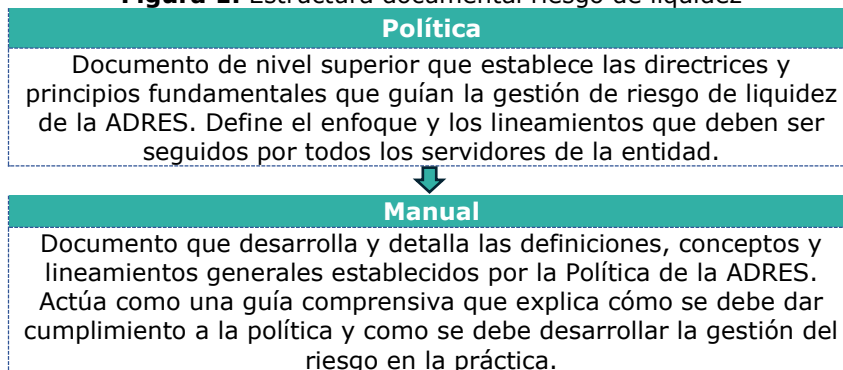 Estructura documental riesgo de liquidez
Política
Documento de nivel superior que establece las directrices y
principios fundamentales que guían la gestión de riesgo de liquidez
de la ADRES. Define el enfoque y los lineamientos que deben ser
seguidos por todos los servidores de la entidad.
Manual
Documento que desarrolla y detalla las definiciones, conceptos y
lineamientos generales establecidos por la Política de la ADRES.
Actúa como una guía comprensiva que explica cómo se debe dar
cumplimiento a la política y como se debe desarrollar la gestión del
riesgo en la práctica.